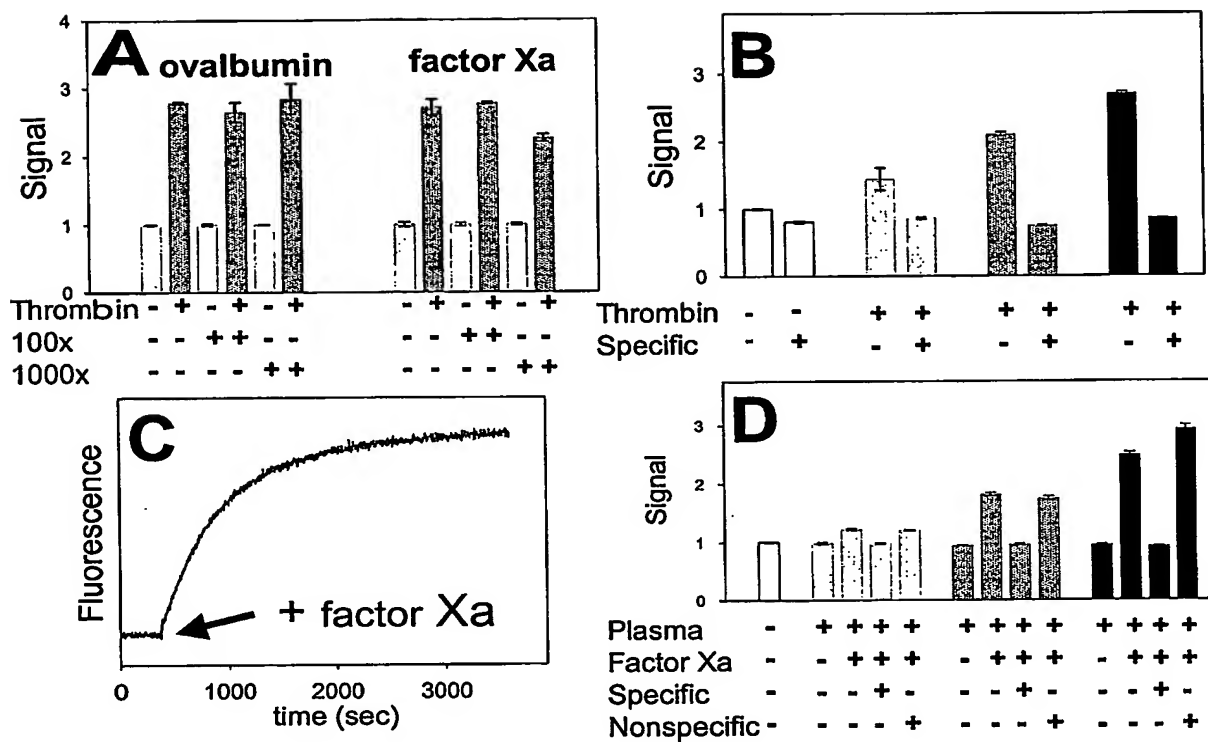 A ovalbumin factor Xa
Signal
4
3
2
1
0
Thrombin - + - + - + - + - + - +
100x - - + + - - - - + + - -
1000x - - - - + + - - - - + +
B
Signal
3
2
1
0
Thrombin - - + + + + + +
Specific - + - + - + - +
C
Fluorescence
+ factor Xa
0 1000 2000 3000
time (sec)
D
Signal
3
2
1
0
Plasma - + + + + + + + + + + + +
Factor Xa - - + + + - + + + - + + +
Specific - - - + - - - + - - - + -
Nonspecific - - - - + - - - + - - - +